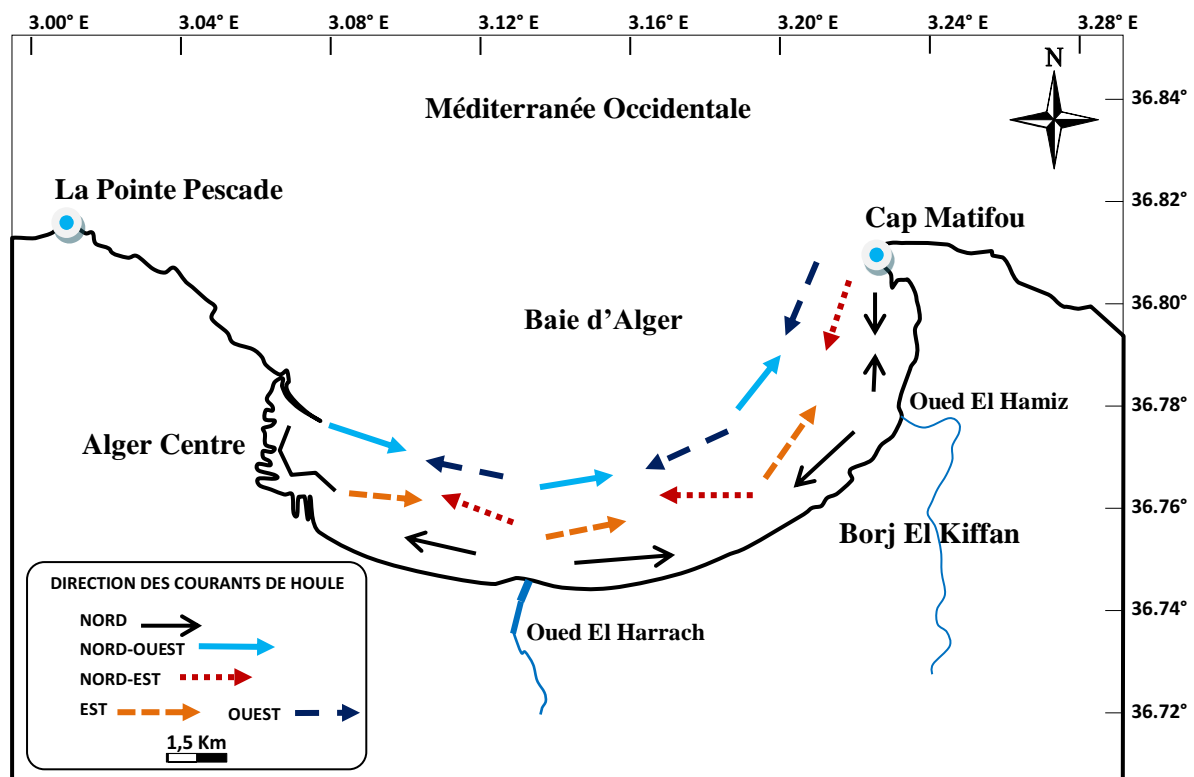 3.00° E 3.04° E 3.08° E 3.12° E 3.16° E 3.20° E 3.24° E 3.28° E
N
36.84°
Méditerranée Occidentale
La Pointe Pescade
36.82°
Cap Matifou
36.80°
Baie d’Alger
36.78°
Oued El Hamiz
Alger Centre
36.76°
Borj El Kiffan
DIRECTION DES COURANTS DE HOULE
36.74°
NORD
Oued El Harrach
NORD-OUEST
NORD-EST
EST OUEST
36.72°
1,5 Km